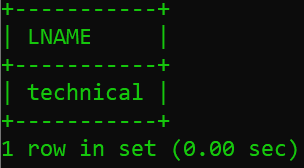 +-----------+
| LNAME     |
+-----------+
| technical |
+-----------+
1 row in set (0.00 sec)